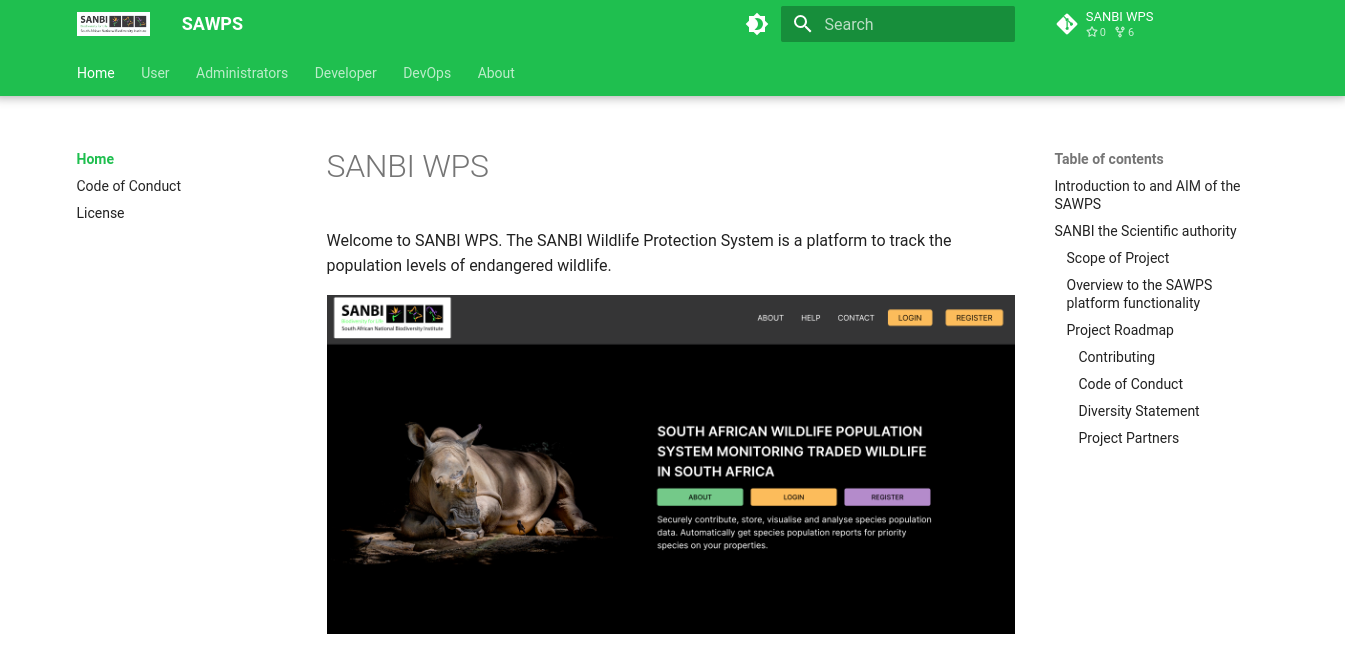 SANBI
South African National Biodiversity Institute
SAWPS
Search
SANBI WPS
0 6
Home User Administrators Developer DevOps About
Home
Code of Conduct
License
SANBI WPS
Welcome to SANBI WPS. The SANBI Wildlife Protection System is a platform to track the
population levels of endangered wildlife.
SANBI
Biodiversity for Life
South African National Biodiversity Institute
ABOUT HELP CONTACT LOGIN REGISTER
SOUTH AFRICAN WILDLIFE POPULATION
SYSTEM MONITORING TRADED WILDLIFE
IN SOUTH AFRICA
ABOUT LOGIN REGISTER
Securely contribute, store, visualise and analyse species population
data. Automatically get species population reports for priority
species on your properties.
Table of contents
Introduction to and AIM of the
SAWPS
SANBI the Scientific authority
Scope of Project
Overview to the SAWPS
platform functionality
Project Roadmap
Contributing
Code of Conduct
Diversity Statement
Project Partners